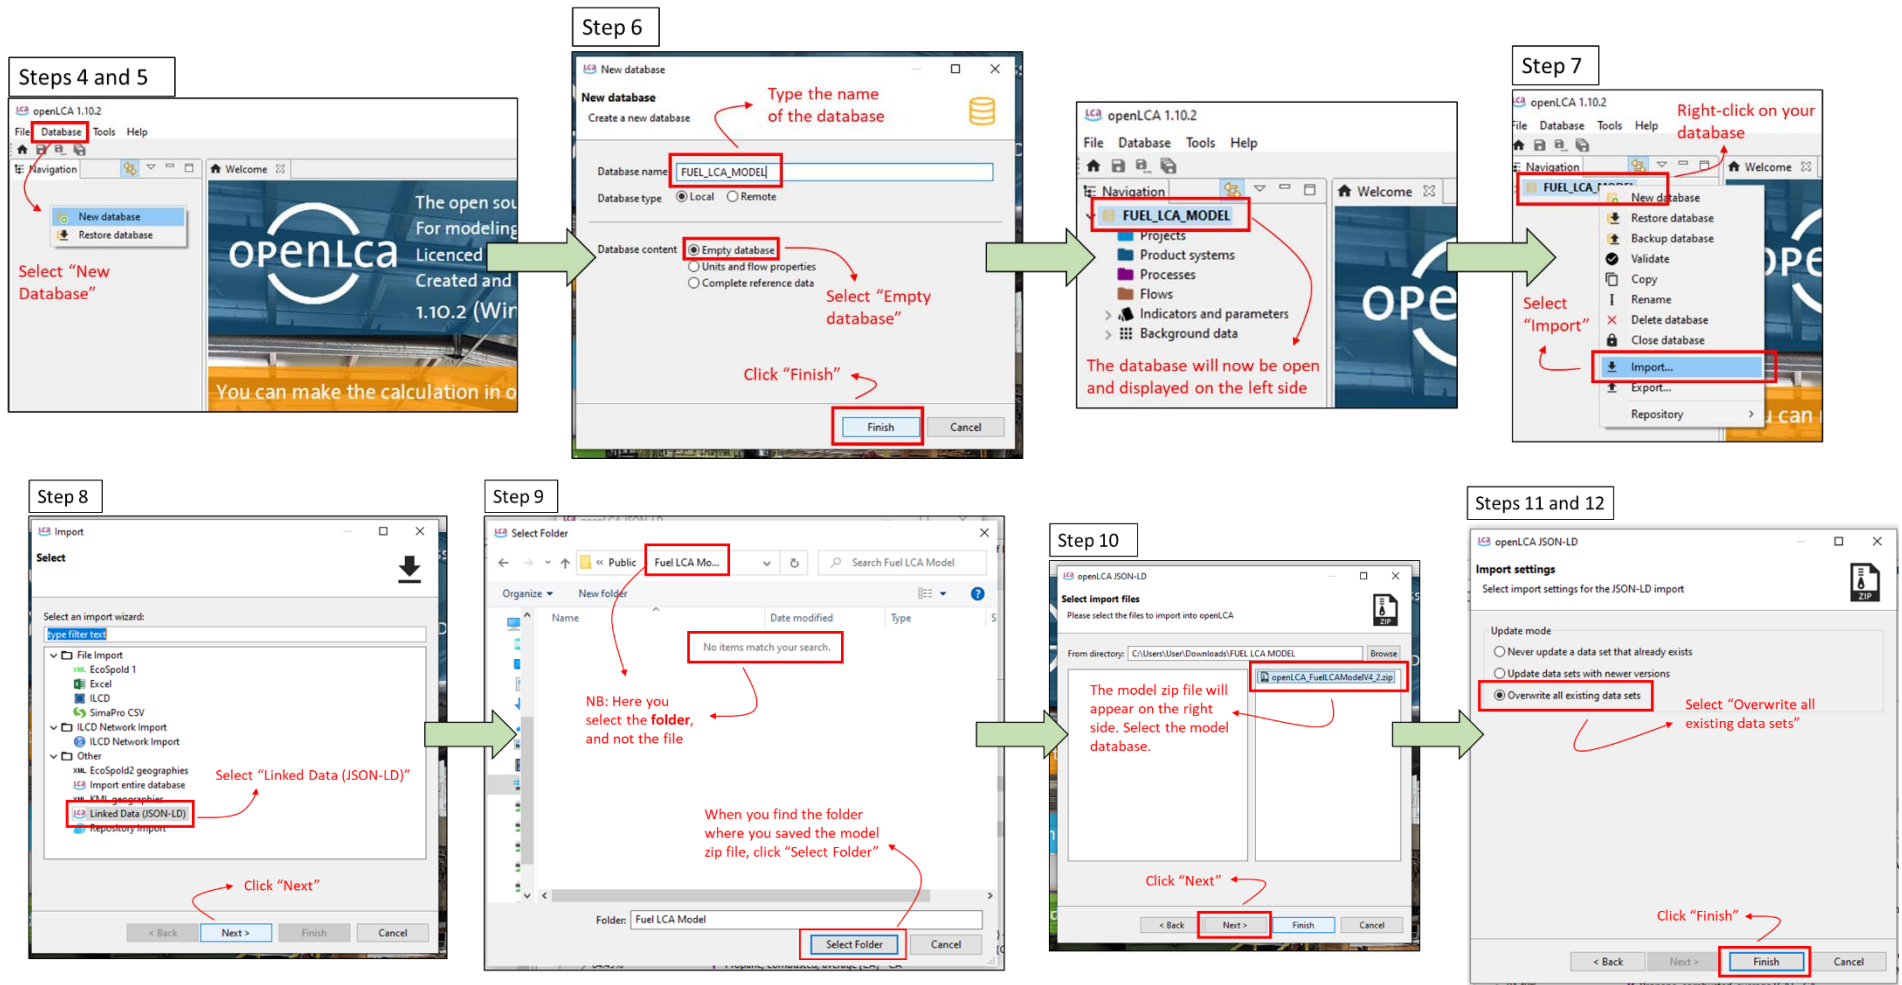 Steps 4 and 5
openLCA 1.10.2
File Database Tools Help
Navigation
Welcome
New database
Restore database
Select “New
Database”
openLca
The open sou
For modeling
Licenced
Created and
1.10.2 (Wir
You can make the calculation in o
Step 6
New database
New database
Create a new database
Type the name
of the database
Database name
FUEL_LCA_MODEL
Database type
Local
Remote
Database content
Empty database
Units and flow properties
Complete reference data
Select “Empty
database”
Click “Finish”
Finish
Cancel
openLCA 1.10.2
File Database Tools Help
Navigation
Welcome
FUEL_LCA_MODEL
Projects
Product systems
Processes
Flows
Indicators and parameters
Background data
ope
The database will now be open
and displayed on the left side
Step 7
openLCA 1.10.2
File Database Tools Help
Right-click on your
database
Navigation
Welcome
FUEL_LCA_MODEL
New database
Restore database
Backup database
Validate
Copy
Rename
Delete database
Close database
Import...
Export...
Repository
Select
“Import”
u can
Step 8
Import
Select
Select an import wizard:
type filter text
File Import
EcoSpold 1
Excel
ILCD
SimaPro CSV
ILCD Network Import
ILCD Network Import
Other
EcoSpold2 geographies
Import entire database
KML geographies
Linked Data (JSON-LD)
Repository Import
Select “Linked Data (JSON-LD)”
Click “Next”
< Back
Next >
Finish
Cancel
Step 9
Select Folder
« Public
Fuel LCA Mo...
Search Fuel LCA Model
Organize
New folder
Name
Date modified
Type
S
No items match your search.
NB: Here you
select the folder,
and not the file
When you find the folder
where you saved the model
zip file, click “Select Folder”
Folder:
Fuel LCA Model
Select Folder
Cancel
Step 10
openLCA JSON-LD
Select import files
Please select the files to import into openLCA
ZIP
From directory:
C:\Users\User\Downloads\FUEL LCA MODEL
Browse
openLCA_FuelLCAModelV4_2.zip
The model zip file will
appear on the right
side. Select the model
database.
Click “Next”
< Back
Next >
Finish
Cancel
Steps 11 and 12
openLCA JSON-LD
Import settings
Select import settings for the JSON-LD import
ZIP
Update mode
Never update a data set that already exists
Update data sets with newer versions
Overwrite all existing data sets
Select “Overwrite all
existing data sets”
Click “Finish”
< Back
Next >
Finish
Cancel